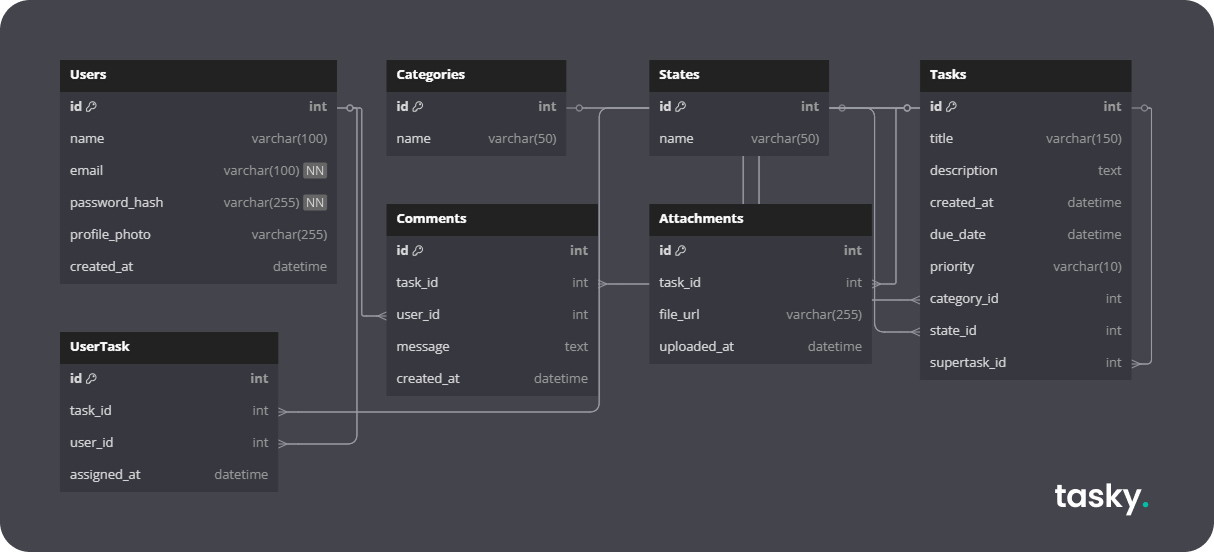 Users
id int
name varchar(100)
email varchar(100) NN
password_hash varchar(255) NN
profile_photo varchar(255)
created_at datetime
Categories
id int
name varchar(50)
States
id int
name varchar(50)
Tasks
id int
title varchar(150)
description text
created_at datetime
due_date datetime
priority varchar(10)
category_id int
state_id int
supertask_id int
Comments
id int
task_id int
user_id int
message text
created_at datetime
Attachments
id int
task_id int
file_url varchar(255)
uploaded_at datetime
UserTask
id int
task_id int
user_id int
assigned_at datetime
tasky.